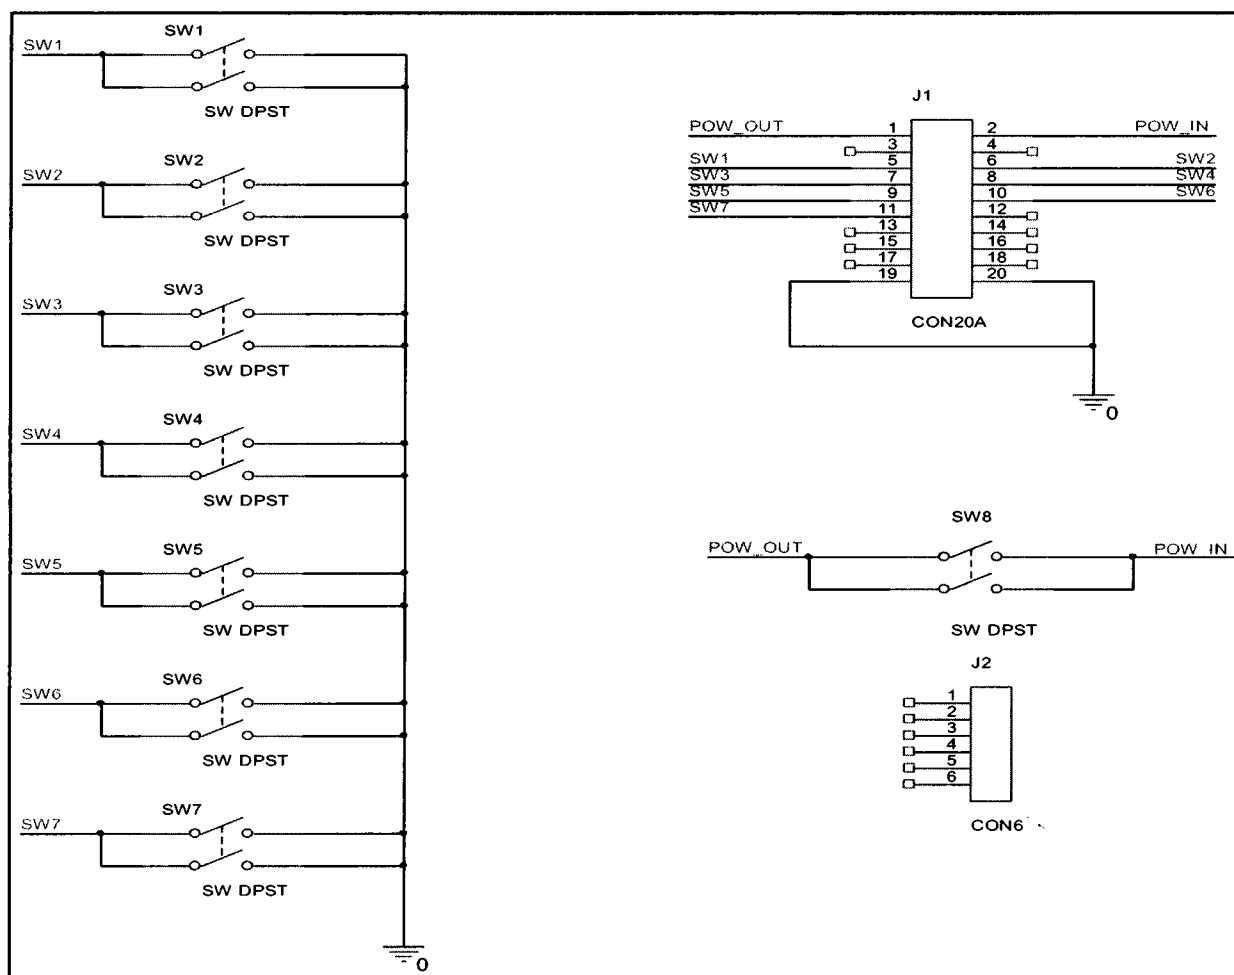 SW1
SW1
SW DPST
SW2
SW2
SW DPST
SW3
SW3
SW DPST
SW4
SW4
SW DPST
SW5
SW5
SW DPST
SW6
SW6
SW DPST
SW7
SW7
SW DPST
0
J1
POW_OUT 1 2 POW_IN
3 4
SW1 5 6 SW2
SW3 7 8 SW4
SW5 9 10 SW6
SW7 11 12
13 14
15 16
17 18
19 20
CON20A
0
SW8
POW_OUT POW_IN
SW DPST
J2
1
2
3
4
5
6
CON6